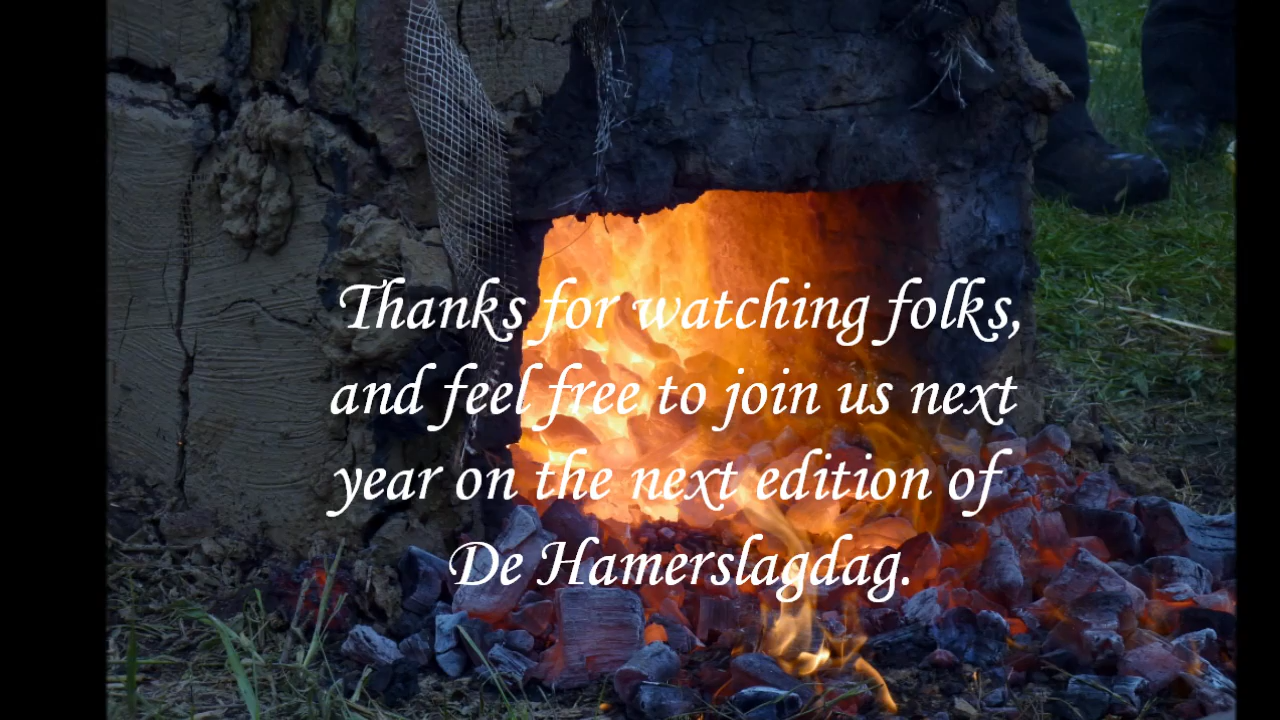 Thanks for watching folks,
and feel free to join us next
year on the next edition of
De Hamerslagdag.